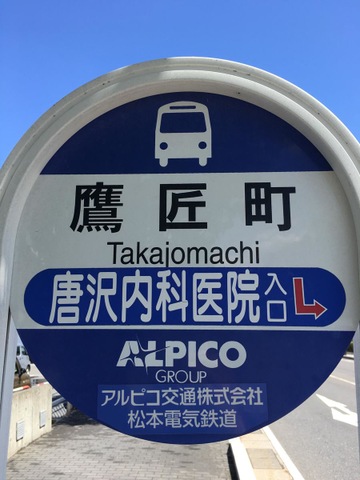 鷹匠町
Takajomachi
唐沢内科医院入口
ALPICO
GROUP
アルピコ交通株式会社
松本電気鉄道